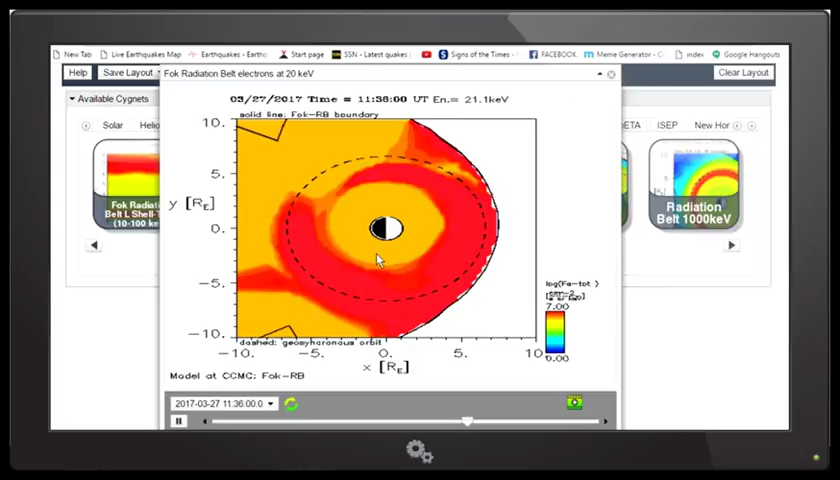 New Tab
Live Earthquakes Map
Earthquakes - Earthq
Start page
SSN - Latest quakes
Signs of the Times -
FACEBOOK
Meme Generator - C
index
Google Hangouts
Help
Save Layout
Fok Radiation Belt electrons at 20 keV
Clear Layout
Available Cygnets
Solar
Helio
ETA
ISEP
New Hor
Fok Radiati
Belt L Shell-T
(10-100 ke
Radiation
Belt 1000keV
03/27/2017 Time = 11:36:00 UT En.= 21.1keV
solid line: Fok-RB boundary
10.
5.
y [RE]
0.
-5.
-10.
dashed: geosynchronous orbit
-10.
-5.
0.
5.
10
x [RE]
7.00
0.00
Model at CCMC: Fok-RB
2017-03-27 11:36:00.0